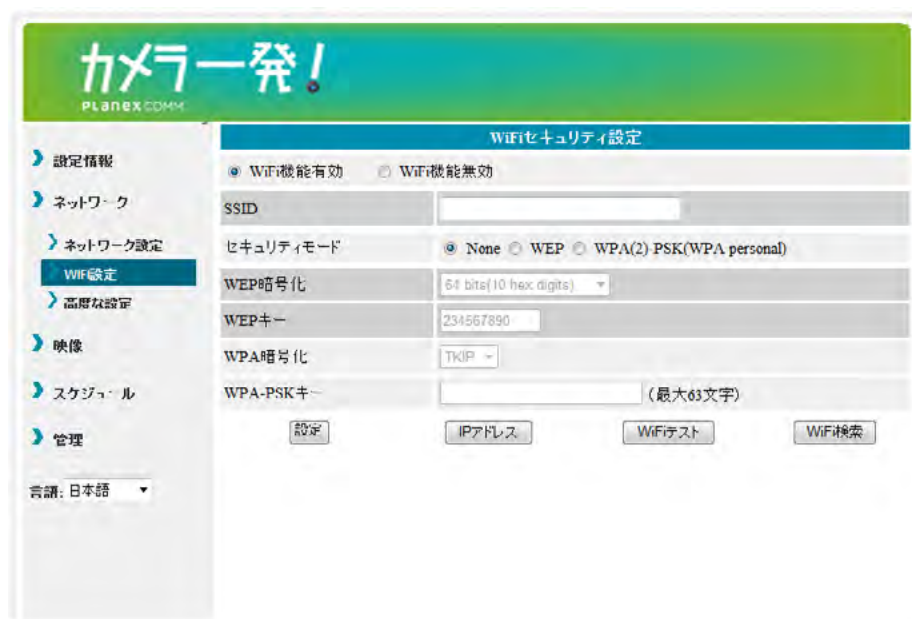 カメラ一発!
PLANEX COMM
設定情報
ネットワーク
ネットワーク設定
WiFi設定
高度な設定
映像
スケジュール
管理
言語: 日本語
WiFiセキュリティ設定
WiFi機能有効 WiFi機能無効
SSID
セキュリティモード None WEP WPA(2)-PSK(WPA personal)
WEP暗号化 64 bits(10 hex digits)
WEPキー 234567890
WPA暗号化 TKIP
WPA-PSKキー (最大63文字)
設定 IPアドレス WiFiテスト WiFi検索